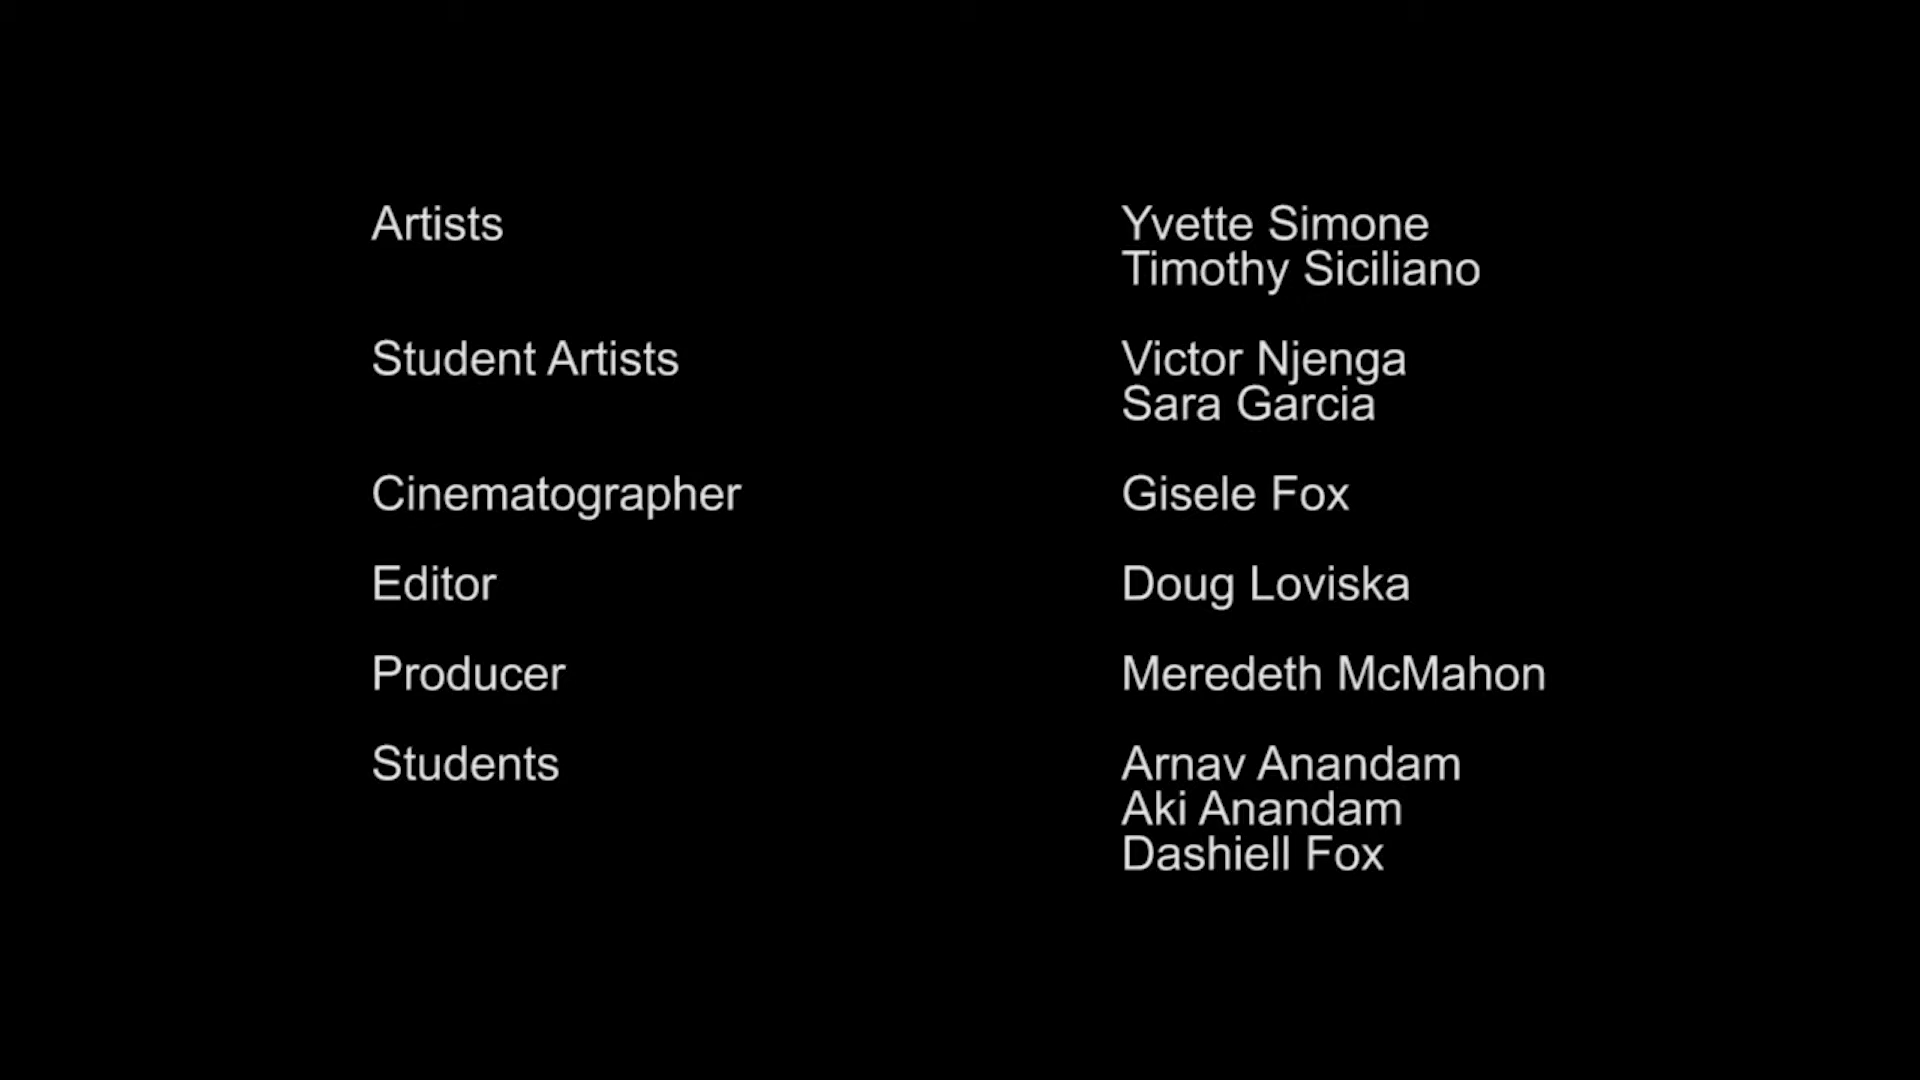 Artists Yvette Simone
Timothy Siciliano
Student Artists Victor Njenga
Sara Garcia
Cinematographer Gisele Fox
Editor Doug Loviska
Producer Meredeth McMahon
Students Arnav Anandam
Aki Anandam
Dashiell Fox